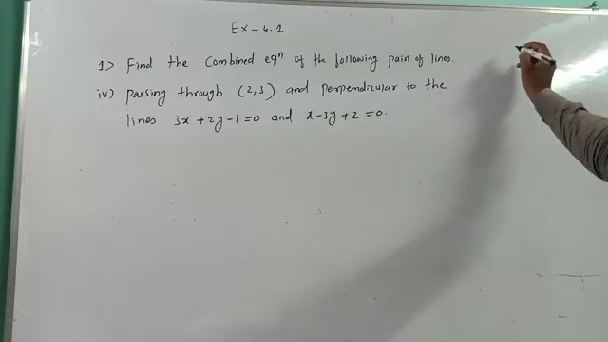 Ex-4.1
1> Find the Combined eqⁿ of the following pair of lines.
iv) passing through (2,3) and perpendicular to the
lines 3x + 2y - 1 = 0 and x - 3y + 2 = 0.